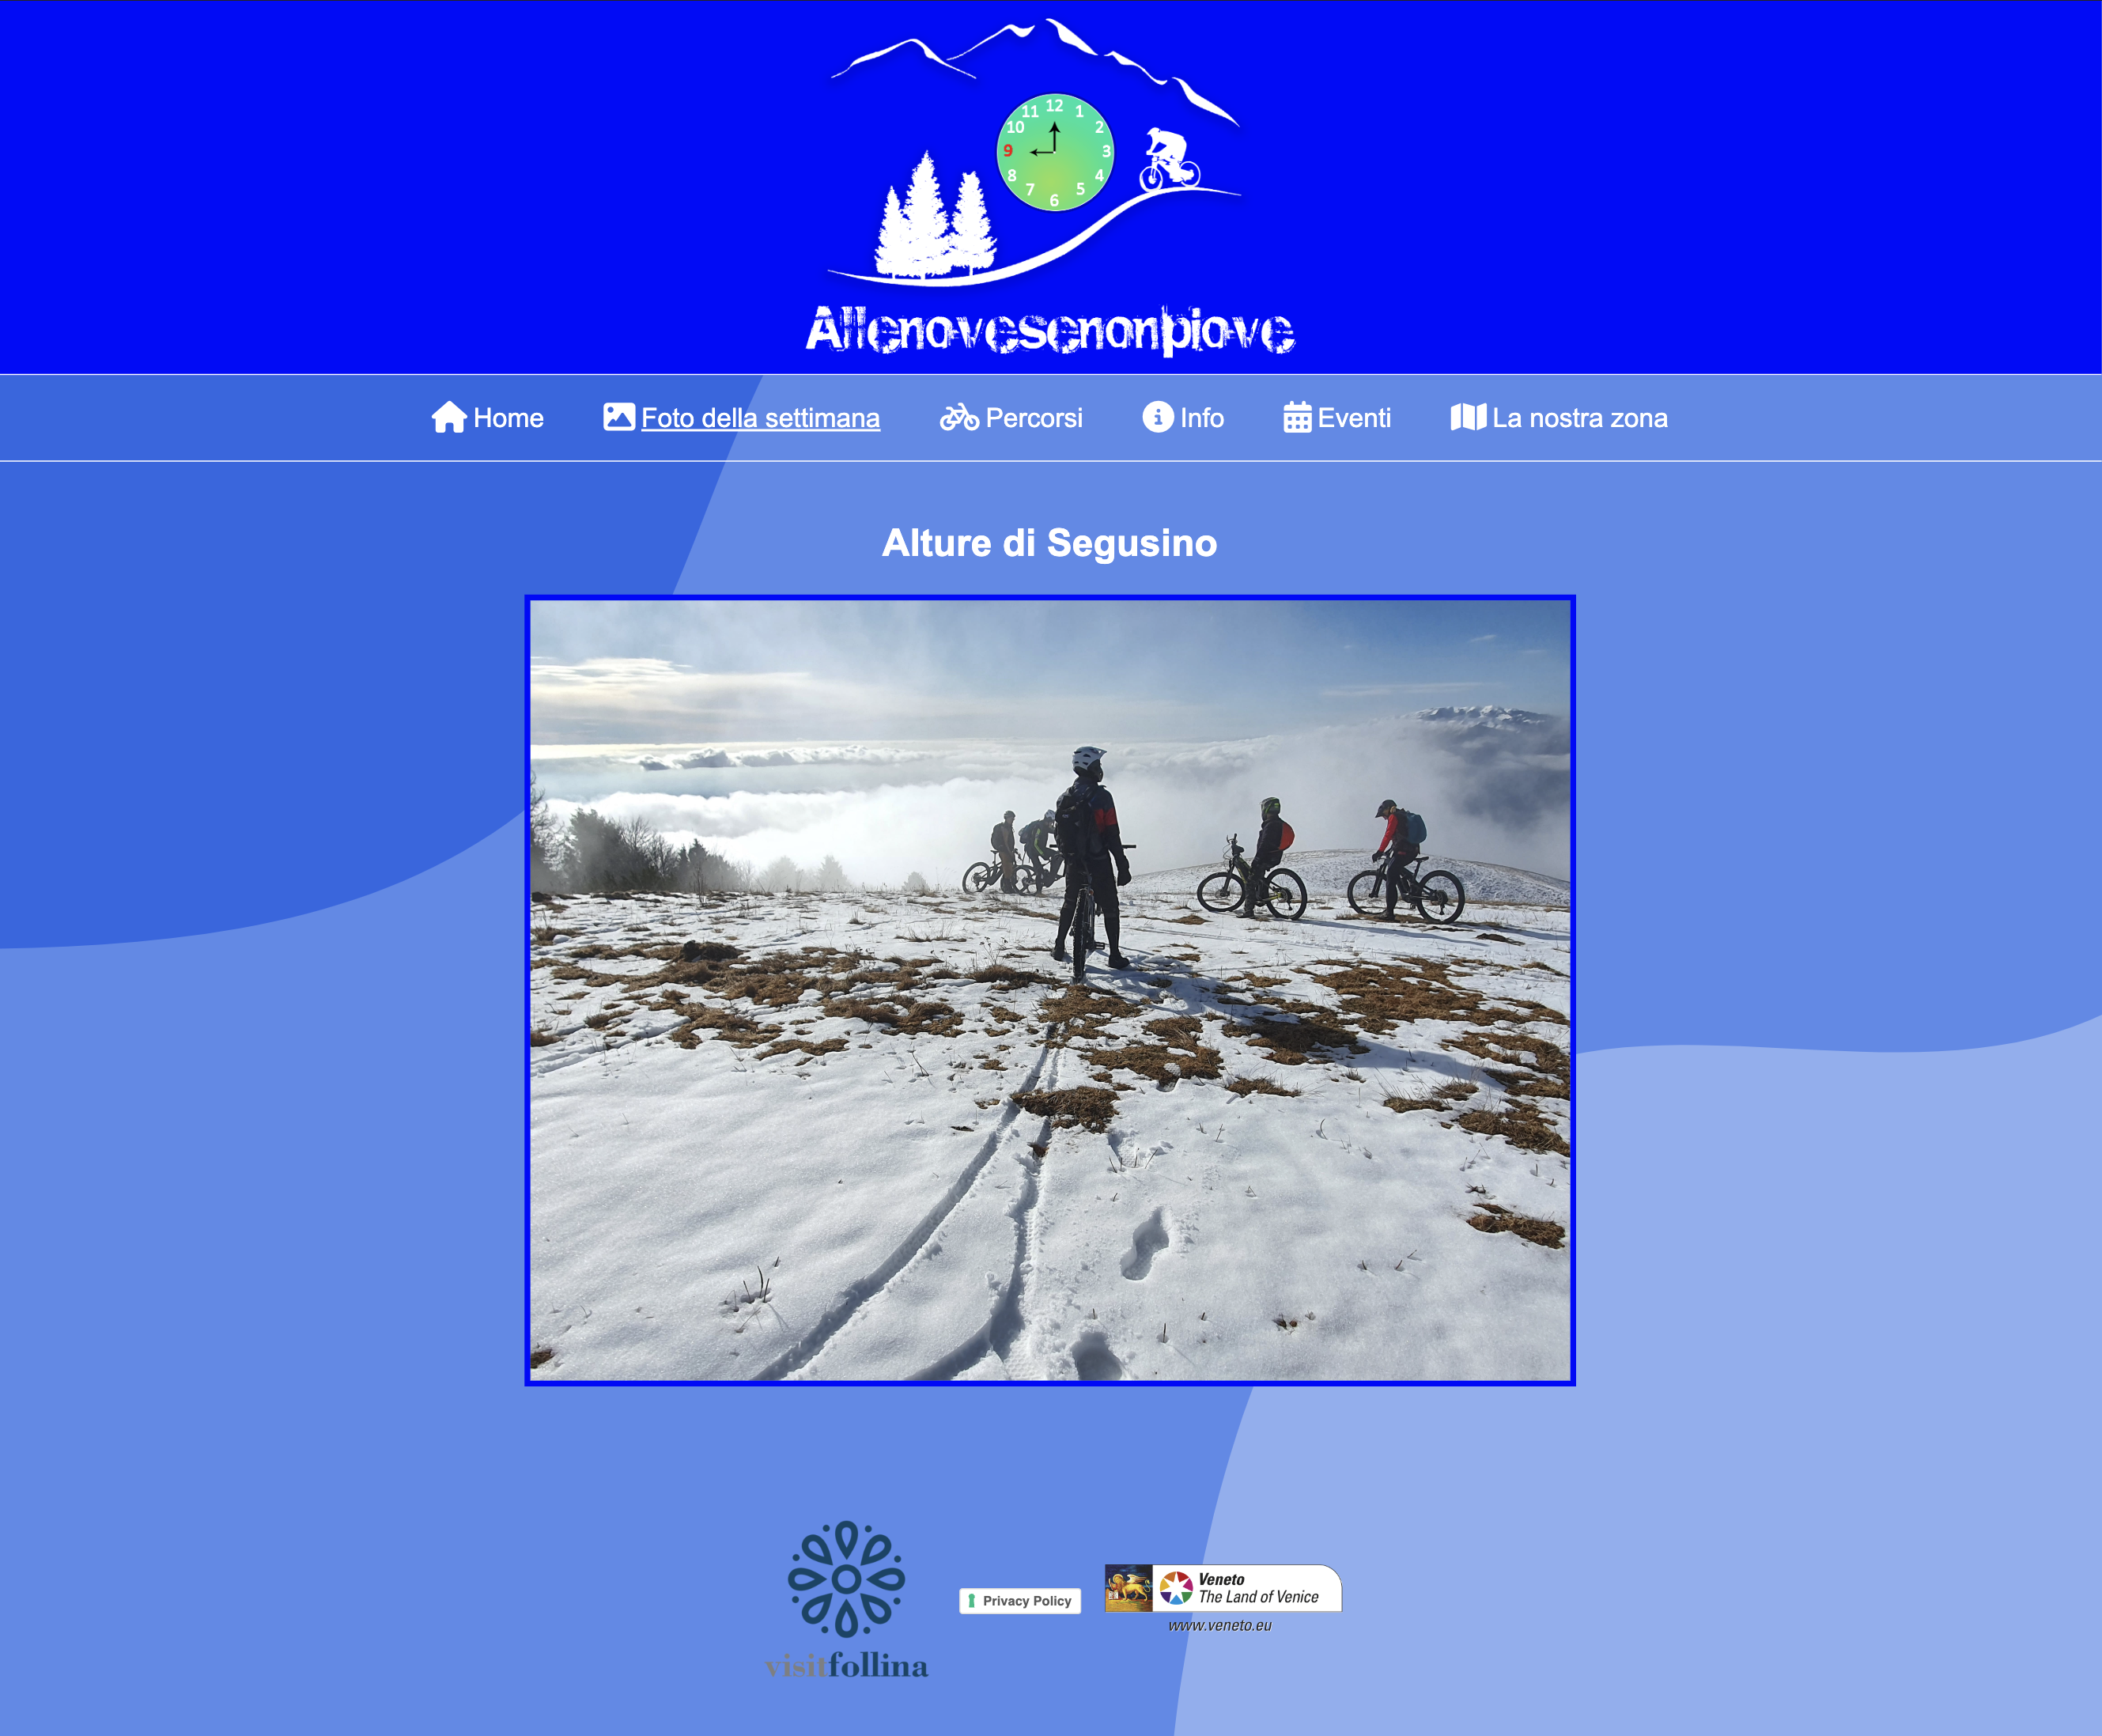 11 12 1
10 2
9 3
8 4
7 6 5
Allenovesenonpiove
Home Foto della settimana Percorsi Info Eventi La nostra zona
Alture di Segusino
visitfollina
Privacy Policy
Veneto
The Land of Venice
www.veneto.eu